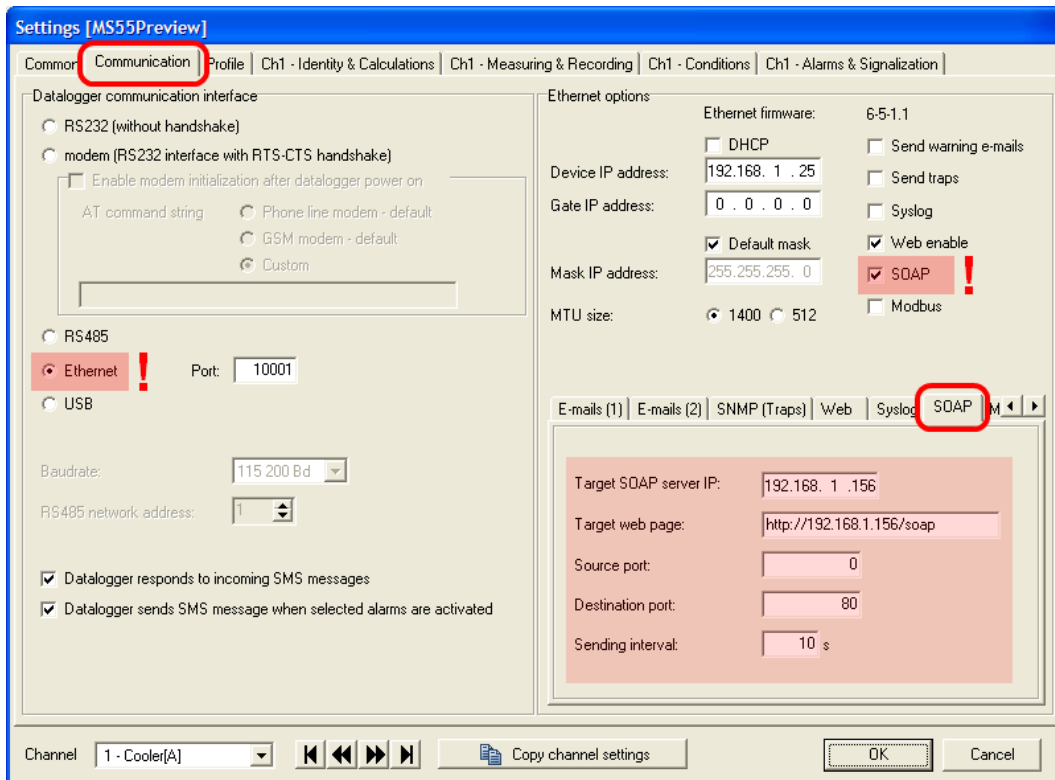 Settings [MS55Preview]
Common Communication Profile Ch1 - Identity & Calculations Ch1 - Measuring & Recording Ch1 - Conditions Ch1 - Alarms & Signalization
Datalogger communication interface
RS232 (without handshake)
modem (RS232 interface with RTS-CTS handshake)
Enable modem initialization after datalogger power on
AT command string Phone line modem - default
GSM modem - default
Custom
RS485
Ethernet ! Port: 10001
USB
Baudrate: 115 200 Bd
RS485 network address: 1
Datalogger responds to incoming SMS messages
Datalogger sends SMS message when selected alarms are activated
Ethernet options
Ethernet firmware: 6-5-1.1
DHCP Send warning e-mails
Device IP address: 192.168. 1 .25 Send traps
Gate IP address: 0 . 0 . 0 . 0 Syslog
Default mask Web enable
Mask IP address: 255.255.255. 0 SOAP !
MTU size: 1400 512 Modbus
E-mails (1) E-mails (2) SNMP (Traps) Web Syslog SOAP M
Target SOAP server IP: 192.168. 1 .156
Target web page: http://192.168.1.156/soap
Source port: 0
Destination port: 80
Sending interval: 10 s
Channel 1 - Cooler[A] Copy channel settings OK Cancel